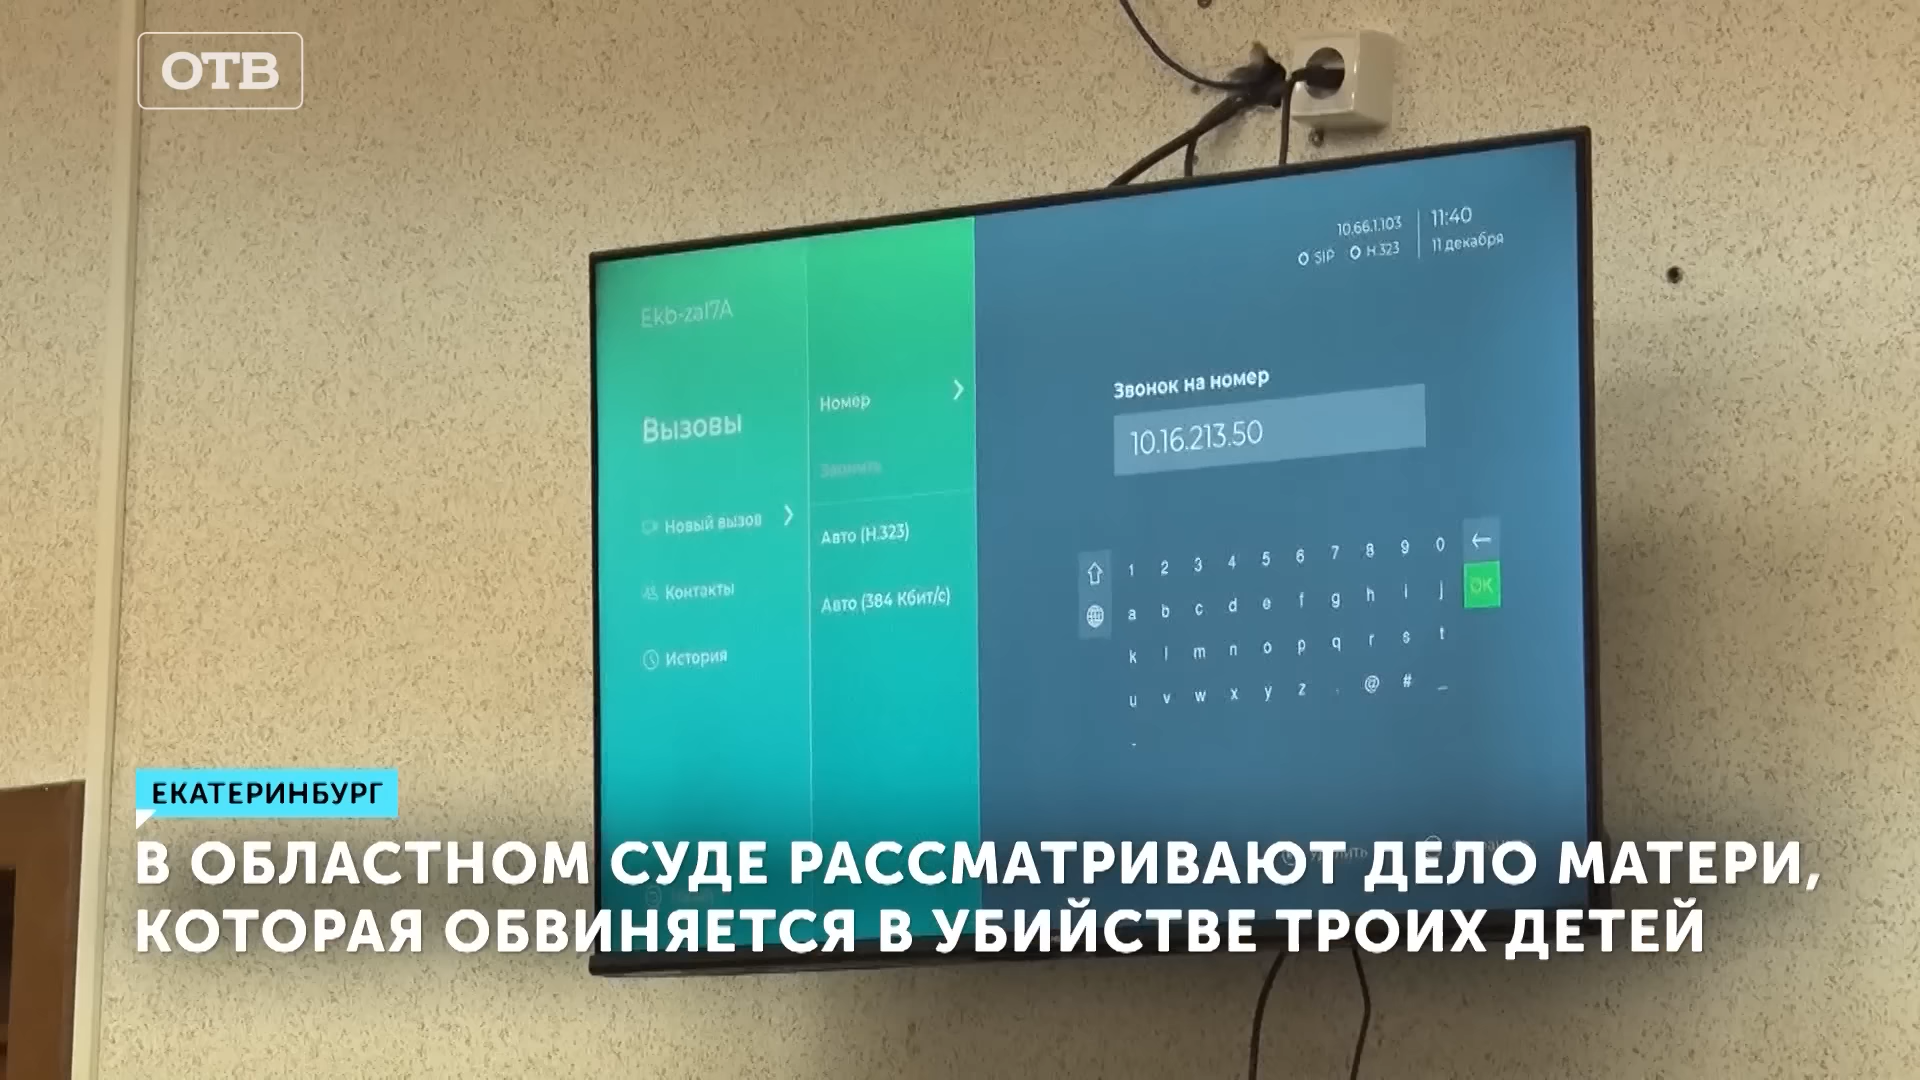 ОТВ
10.66.1.103
11:40
SIP H.323
11 декабря
Ekb-zal7A
Вызовы
Новый вызов
Контакты
История
Номер
Звонить
Авто (H.323)
Авто (384 Кбит/с)
Звонок на номер
10.16.213.50
1 2 3 4 5 6 7 8 9 0
a b c d e f g h i j
OK
k l m n o p q r s t
u v w x y z . @ # _
-
Удалить
ЕКАТЕРИНБУРГ
В ОБЛАСТНОМ СУДЕ РАССМАТРИВАЮТ ДЕЛО МАТЕРИ,
КОТОРАЯ ОБВИНЯЕТСЯ В УБИЙСТВЕ ТРОИХ ДЕТЕЙ